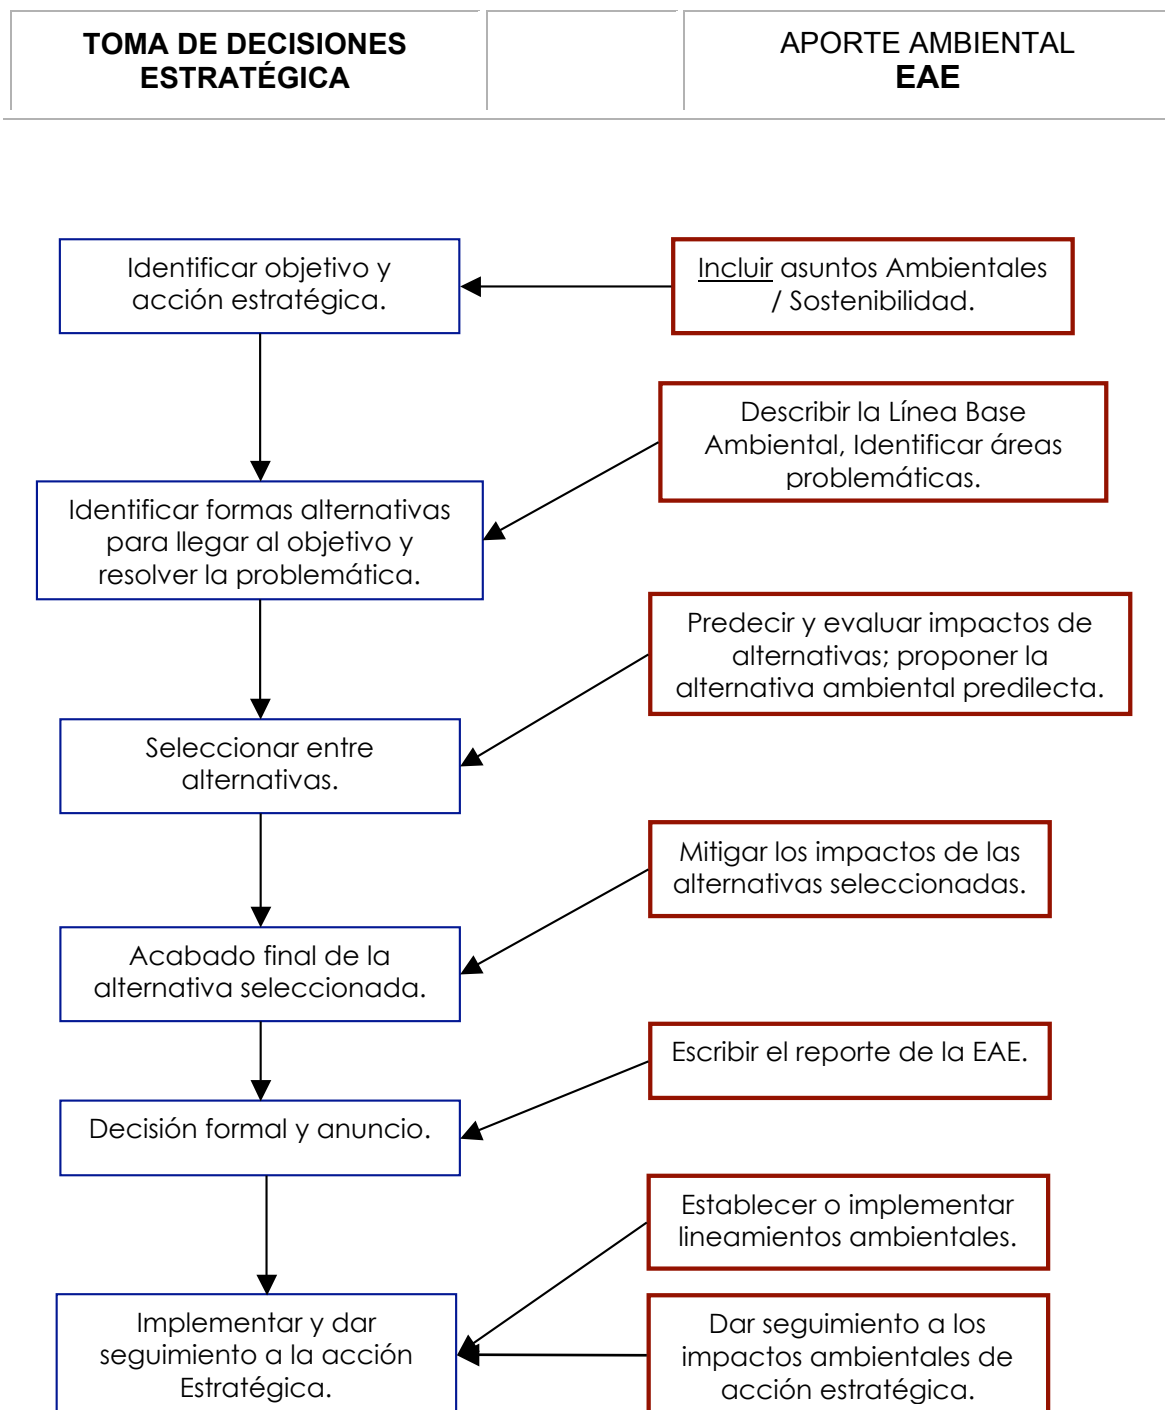 TOMA DE DECISIONES
ESTRATÉGICA
APORTE AMBIENTAL
EAE
Identificar objetivo y
acción estratégica.
Incluir asuntos Ambientales
/ Sostenibilidad.
Describir la Línea Base
Ambiental, Identificar áreas
problemáticas.
Identificar formas alternativas
para llegar al objetivo y
resolver la problemática.
Predecir y evaluar impactos de
alternativas; proponer la
alternativa ambiental predilecta.
Seleccionar entre
alternativas.
Mitigar los impactos de las
alternativas seleccionadas.
Acabado final de la
alternativa seleccionada.
Escribir el reporte de la EAE.
Decisión formal y anuncio.
Establecer o implementar
lineamientos ambientales.
Implementar y dar
seguimiento a la acción
Estratégica.
Dar seguimiento a los
impactos ambientales de
acción estratégica.